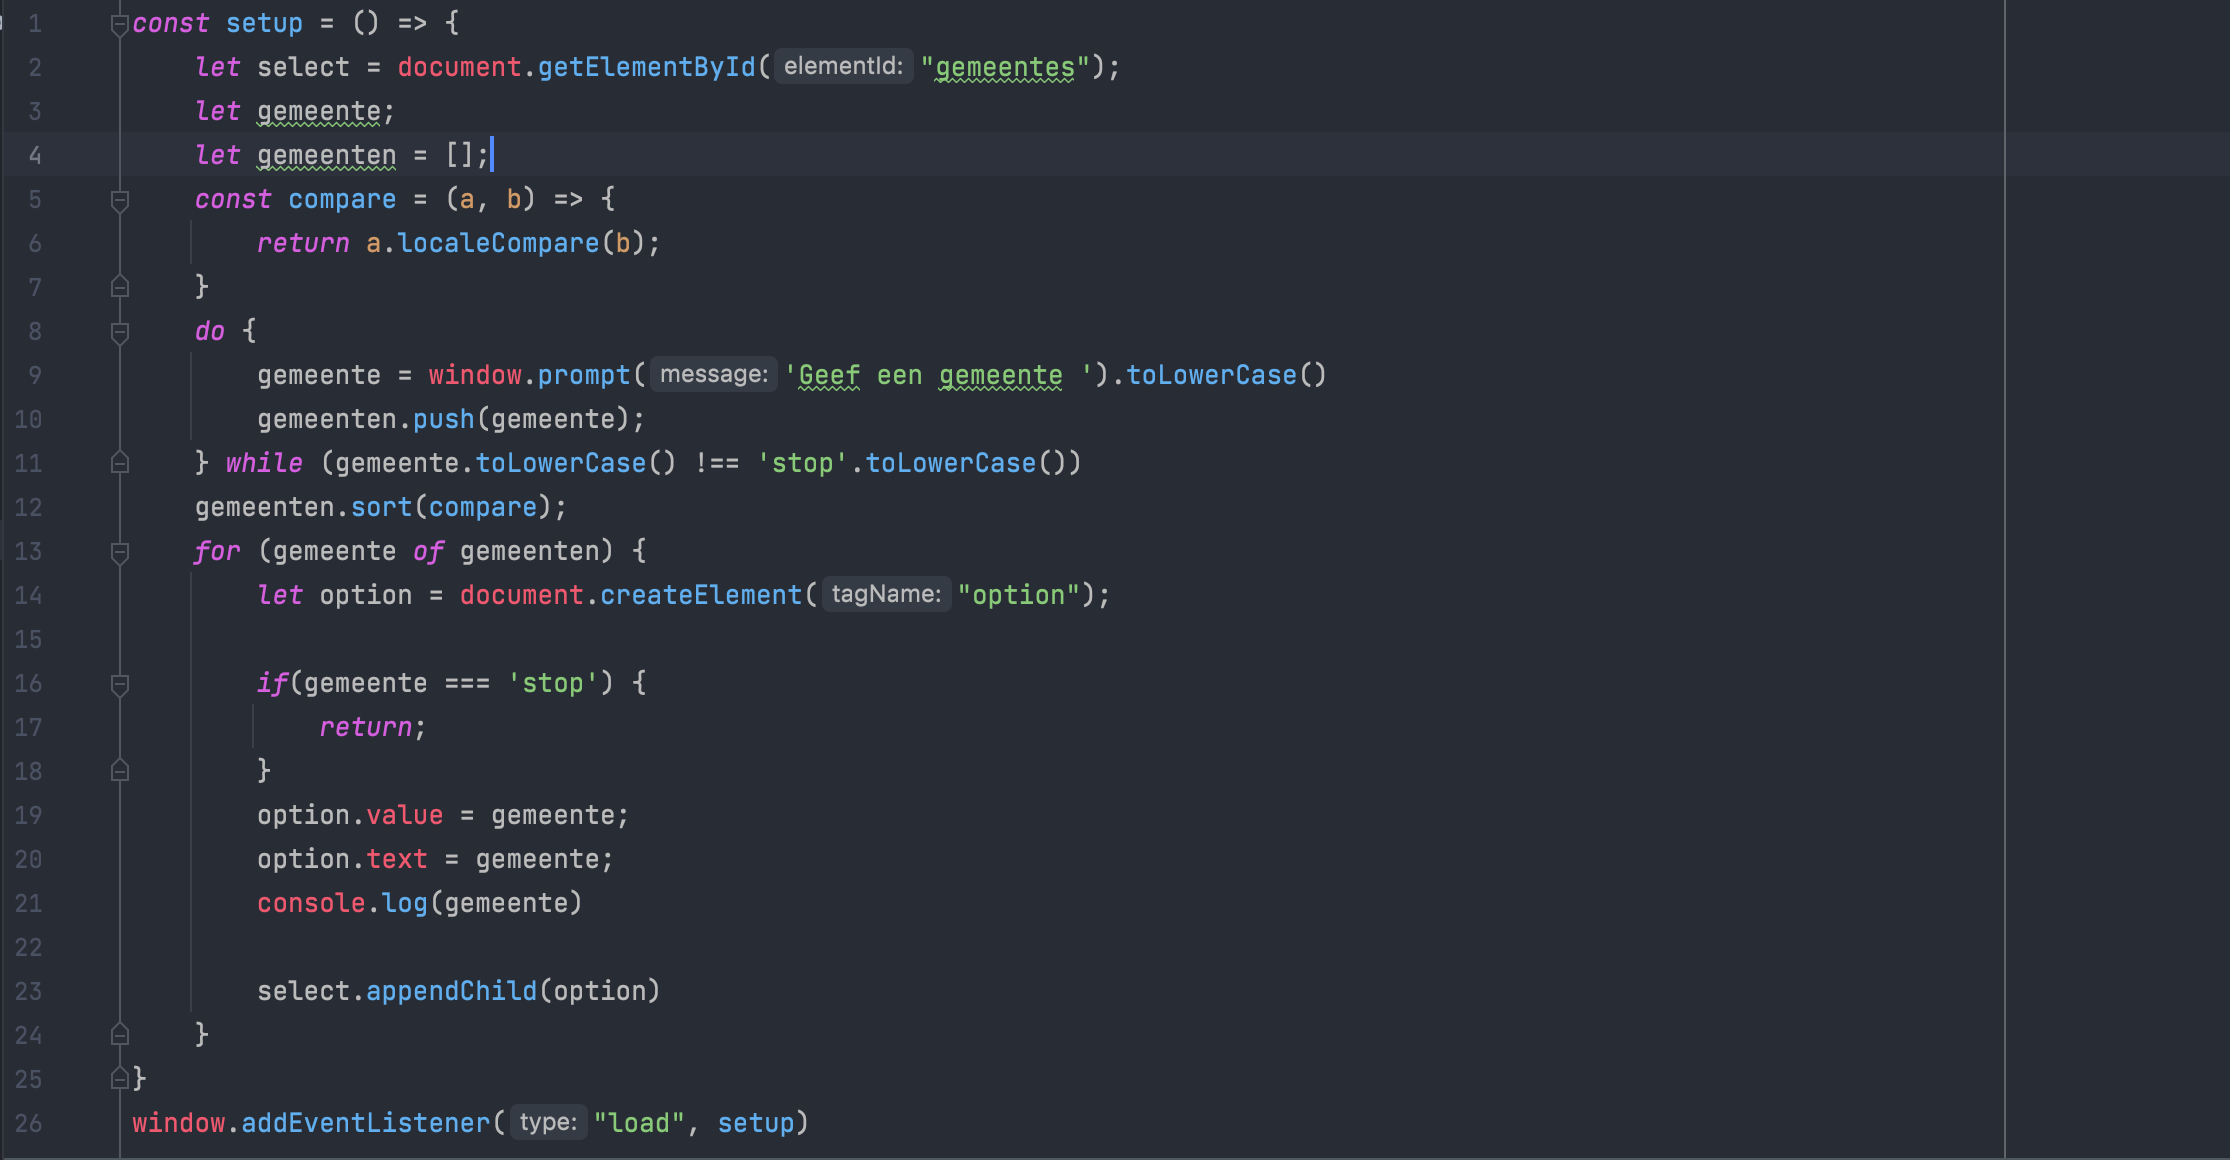 1 const setup = () => {
2 let select = document.getElementById( elementId: "gemeentes");
3 let gemeente;
4 let gemeenten = [];
5 const compare = (a, b) => {
6 return a.localeCompare(b);
7 }
8 do {
9 gemeente = window.prompt( message: 'Geef een gemeente ').toLowerCase()
10 gemeenten.push(gemeente);
11 } while (gemeente.toLowerCase() !== 'stop'.toLowerCase())
12 gemeenten.sort(compare);
13 for (gemeente of gemeenten) {
14 let option = document.createElement( tagName: "option");
15
16 if(gemeente === 'stop') {
17 return;
18 }
19 option.value = gemeente;
20 option.text = gemeente;
21 console.log(gemeente)
22
23 select.appendChild(option)
24 }
25 }
26 window.addEventListener( type: "load", setup)